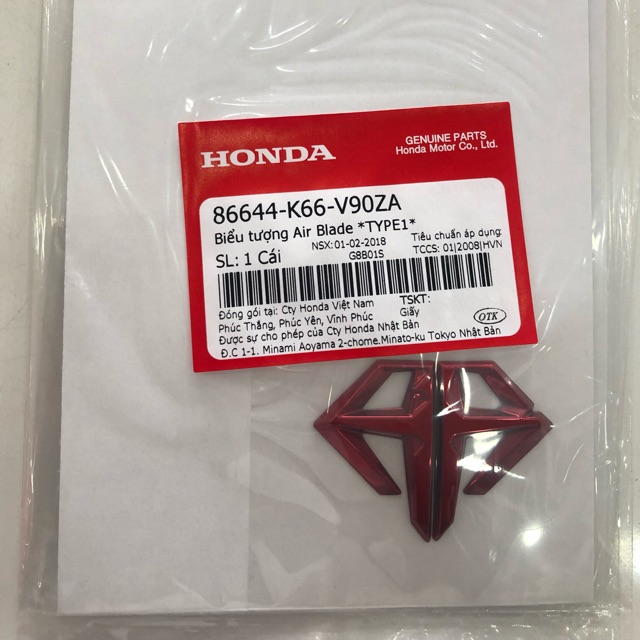 HONDA
GENUINE PARTS
Honda Motor Co., Ltd.
86644-K66-V90ZA
Biểu tượng Air Blade *TYPE1*
NSX:01-02-2018
Tiêu chuẩn áp dụng:
SL: 1 Cái
G8B01S
TCCS: 01|2008|HVN
Đóng gói tại: Cty Honda Việt Nam
TSKT:
Phúc Thắng, Phúc Yên, Vĩnh Phúc
Giấy
OTK
Được sự cho phép của Cty Honda Nhật Bản
Đ.C 1-1. Minami Aoyama 2-chome.Minato-ku Tokyo Nhật Bản